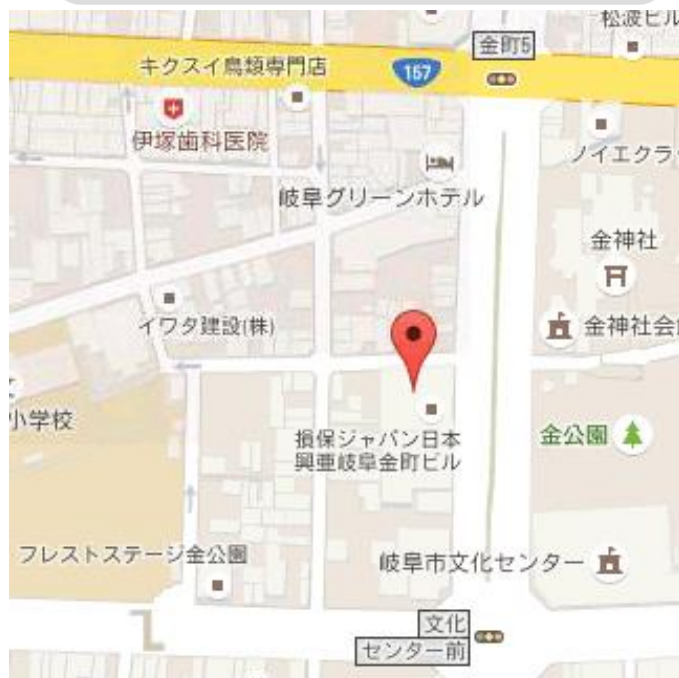 松波ビル
金町5
キクスイ鳥類専門店
157
伊塚歯科医院
ノイエクラ
岐阜グリーンホテル
金神社
イワタ建設(株)
金神社会
小学校
金公園
損保ジャパン日本
興亜岐阜金町ビル
フレストステージ金公園
岐阜市文化センター
文化
センター前